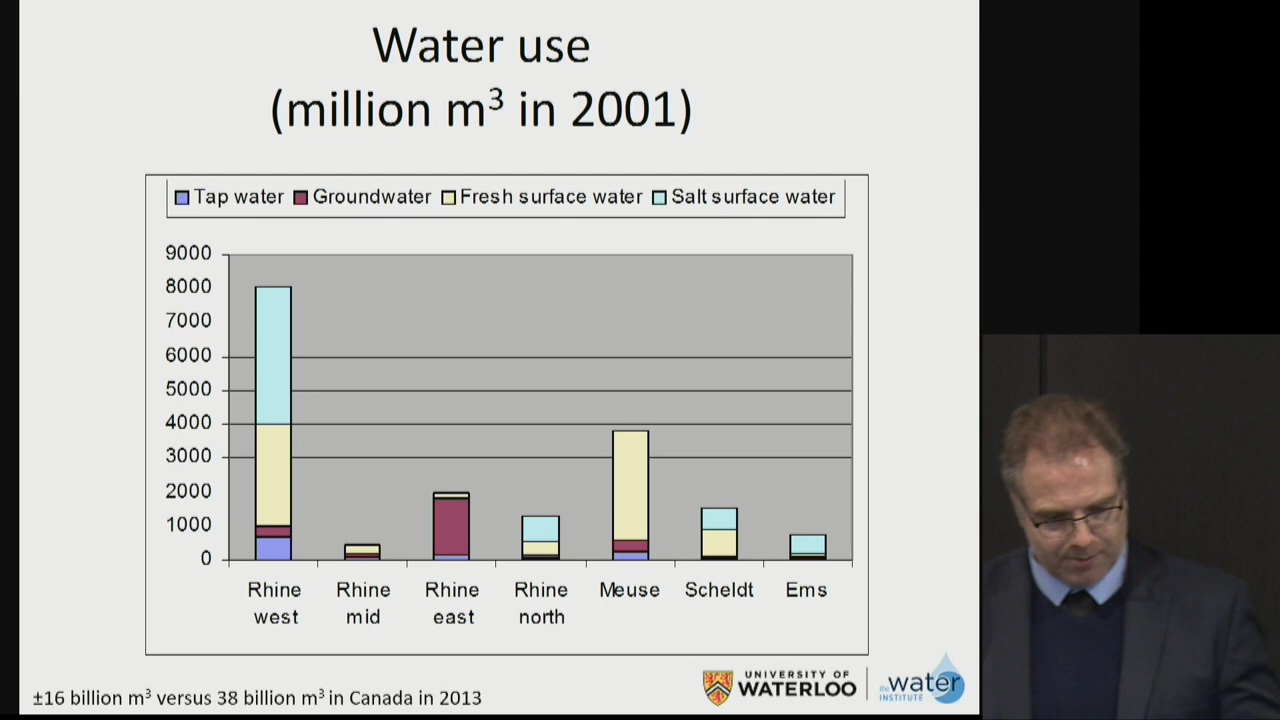 Water use
(million m³ in 2001)
Tap water Groundwater Fresh surface water Salt surface water
9000
8000
7000
6000
5000
4000
3000
2000
1000
0
Rhine west
Rhine mid
Rhine east
Rhine north
Meuse
Scheldt
Ems
±16 billion m³ versus 38 billion m³ in Canada in 2013
UNIVERSITY OF
WATERLOO
the water
INSTITUTE